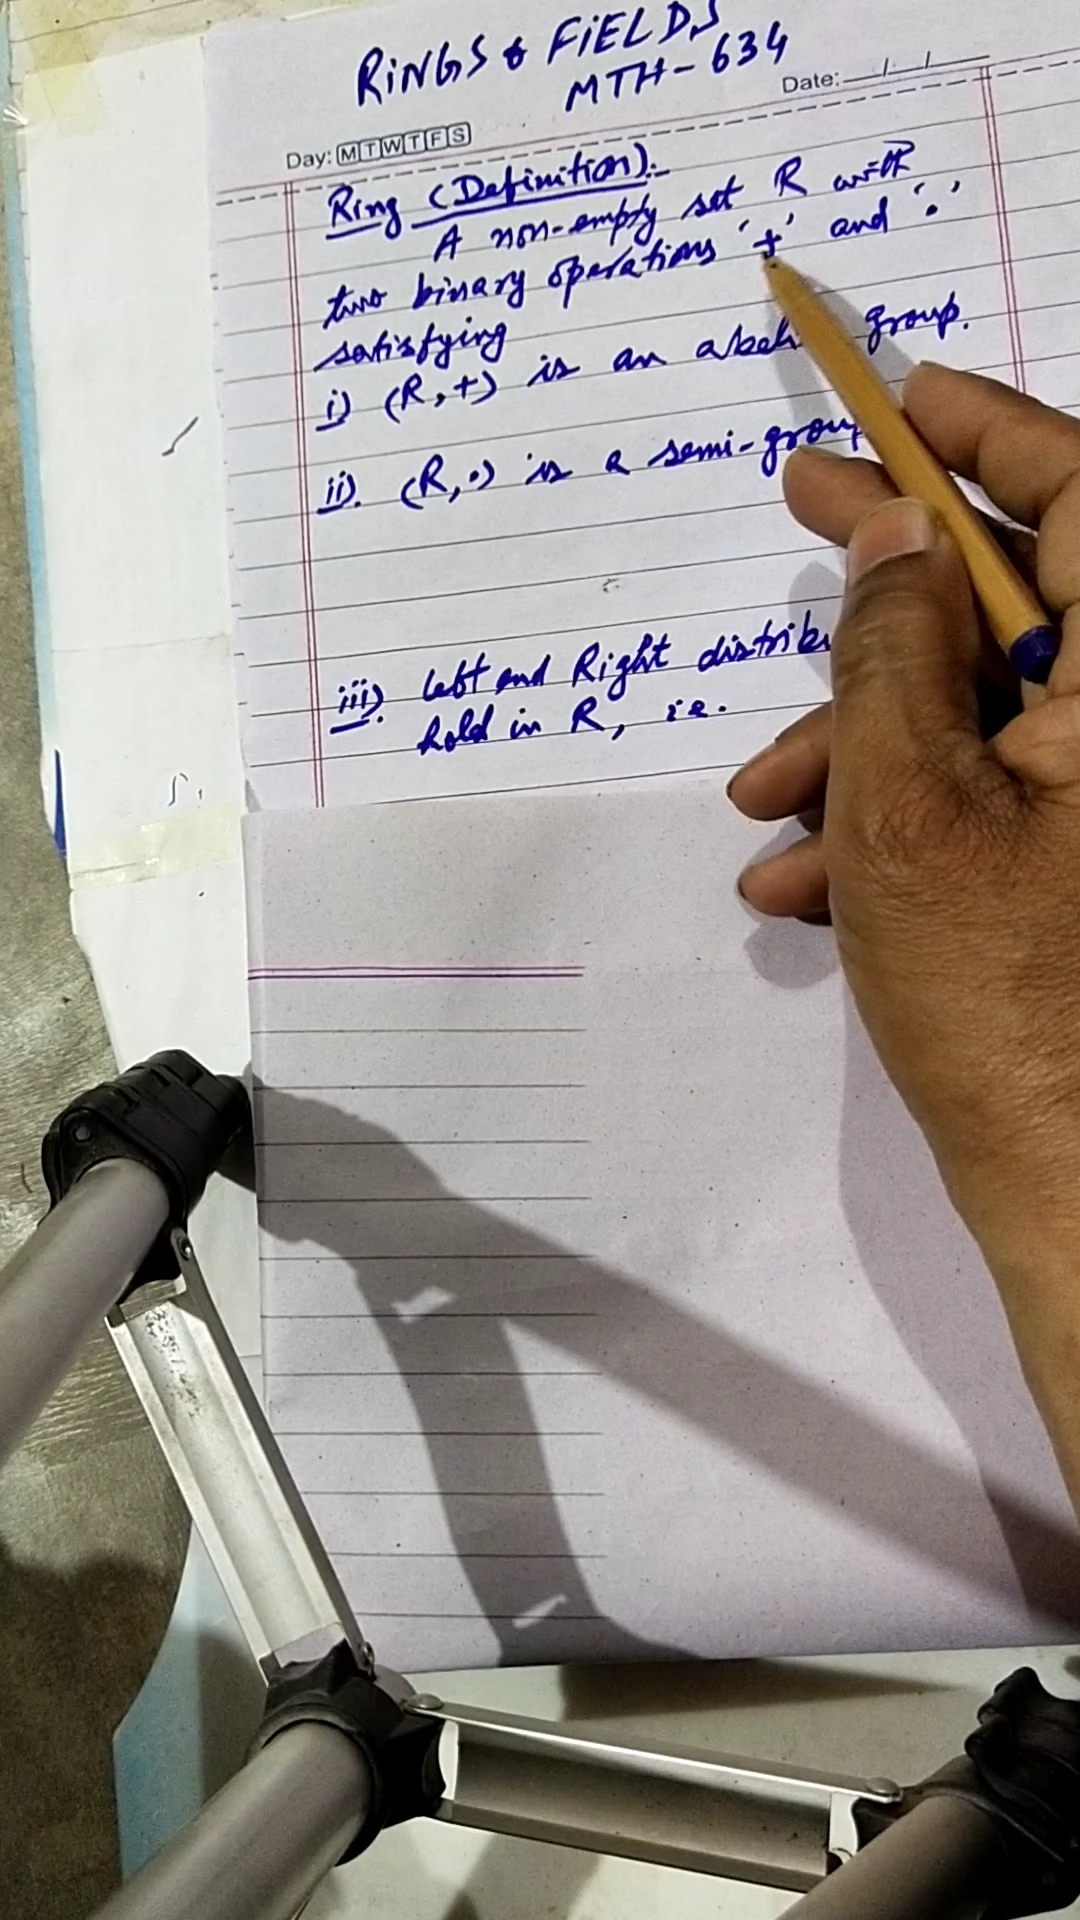 RiNGS & FiELDS
MTH-634
Date: / /
Day: M T W T F S
Ring (Definition):-
A non-empty set R with
two binary operations '+' and '.'
satisfying
i) (R,+) is an group.
ii). (R,.) is a semi-group
iii). Left and Right
hold in R, i.e.